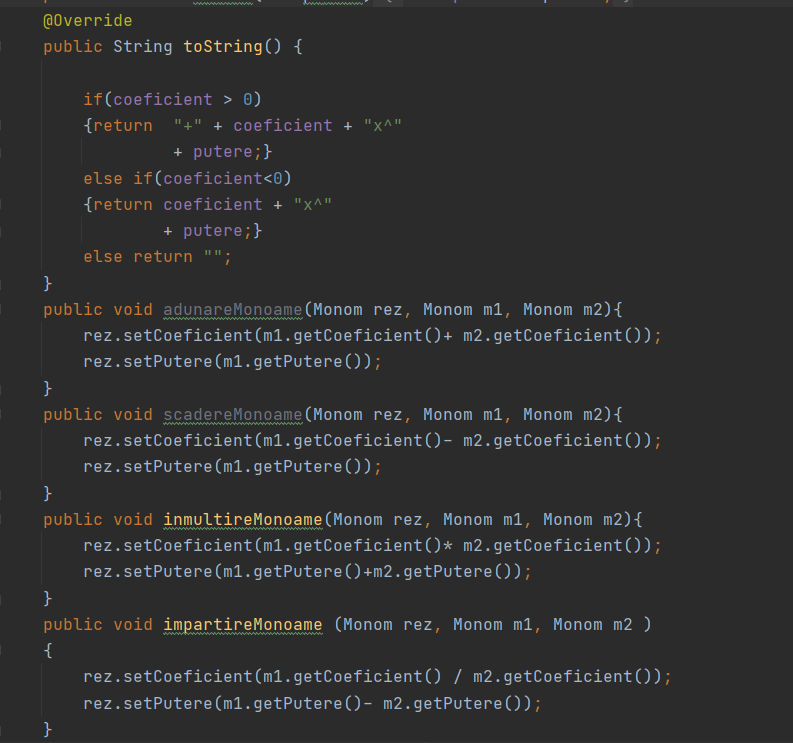 @Override
public String toString() {
if(coeficient > 0)
{return  "+" + coeficient + "x^"
+ putere;}
else if(coeficient<0)
{return coeficient + "x^"
+ putere;}
else return "";
}
public void adunareMonoame(Monom rez, Monom m1, Monom m2){
rez.setCoeficient(m1.getCoeficient()+ m2.getCoeficient());
rez.setPutere(m1.getPutere());
}
public void scadereMonoame(Monom rez, Monom m1, Monom m2){
rez.setCoeficient(m1.getCoeficient()- m2.getCoeficient());
rez.setPutere(m1.getPutere());
}
public void inmultireMonoame(Monom rez, Monom m1, Monom m2){
rez.setCoeficient(m1.getCoeficient()* m2.getCoeficient());
rez.setPutere(m1.getPutere()+m2.getPutere());
}
public void impartireMonoame (Monom rez, Monom m1, Monom m2 )
{
rez.setCoeficient(m1.getCoeficient() / m2.getCoeficient());
rez.setPutere(m1.getPutere()- m2.getPutere());
}